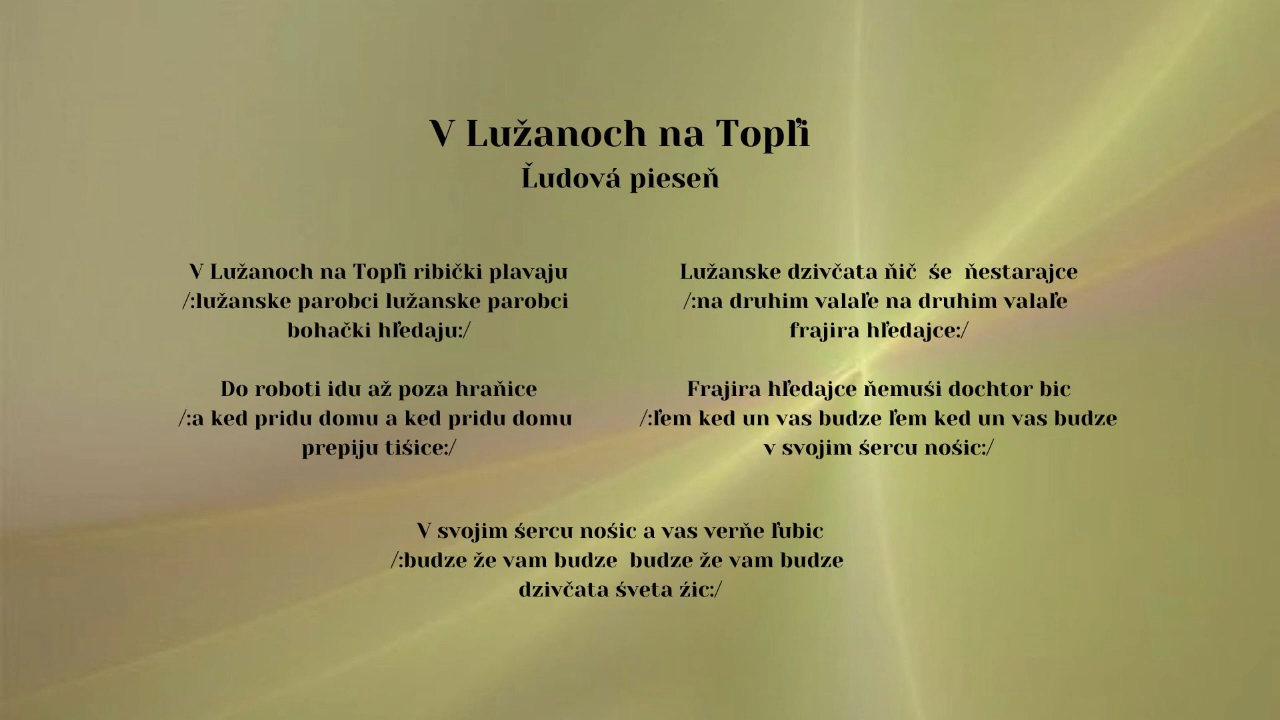 V Lužanoch na Topľi
Ľudová pieseň
V Lužanoch na Topľi ribički plavaju
/:lužanske parobci lužanske parobci
bohački hľedaju:/
Do roboti idu až poza hraňice
/:a ked pridu domu a ked pridu domu
prepiju tiśice:/
Lužanske dzivčata ňič  śe  ňestarajce
/:na druhim valaľe na druhim valaľe
frajira hľedajce:/
Frajira hľedajce ňemuśi dochtor bic
/:ľem ked un vas budze ľem ked un vas budze
v svojim śercu nośic:/
V svojim śercu nośic a vas verňe ľubic
/:budze že vam budze  budze že vam budze
dzivčata śveta źic:/